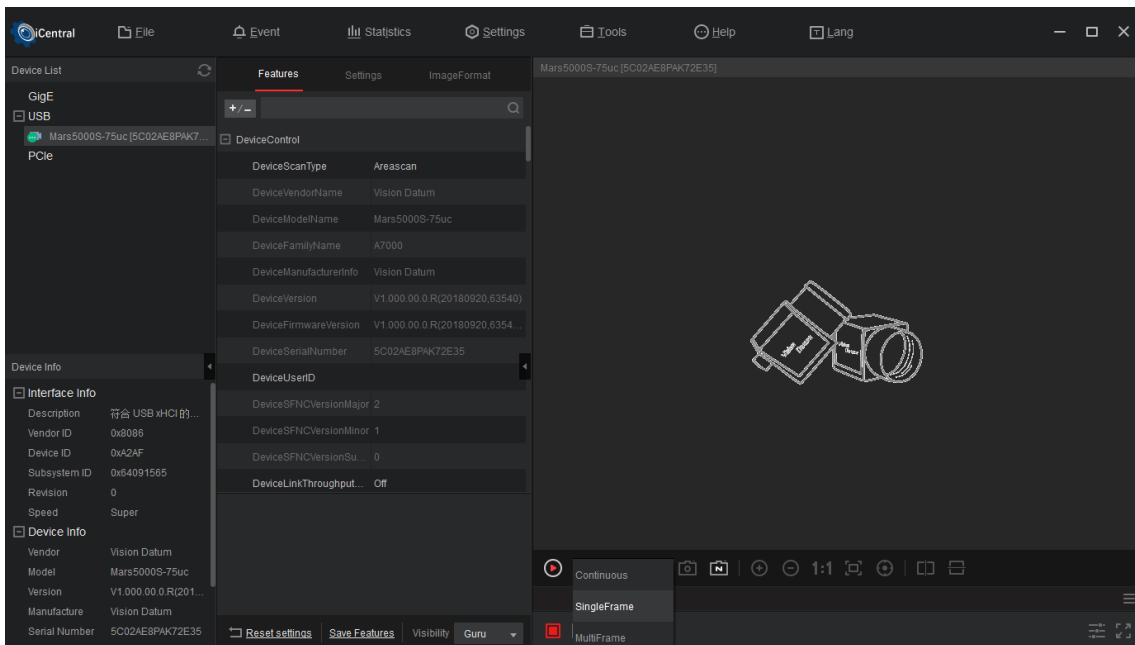 iCentral File Event Statistics Settings Tools Help Lang
Device List
GigE
USB
Mars5000S-75uc [5C02AE8PAK7...
PCIe
Device Info
Interface Info
Description 符合 USB xHCI 的...
Vendor ID 0x8086
Device ID 0xA2AF
Subsystem ID 0x64091565
Revision 0
Speed Super
Device Info
Vendor Vision Datum
Model Mars5000S-75uc
Version V1.000.00.0.R(201...
Manufacture Vision Datum
Serial Number 5C02AE8PAK72E35
Features Settings ImageFormat
+/-
DeviceControl
DeviceScanType Areascan
DeviceVendorName Vision Datum
DeviceModelName Mars5000S-75uc
DeviceFamilyName A7000
DeviceManufacturerInfo Vision Datum
DeviceVersion V1.000.00.0.R(20180920,63540)
DeviceFirmwareVersion V1.000.00.0.R(20180920,6354...
DeviceSerialNumber 5C02AE8PAK72E35
DeviceUserID
DeviceSFNCVersionMajor 2
DeviceSFNCVersionMinor 1
DeviceSFNCVersionSu... 0
DeviceLinkThroughput... Off
Reset settings Save Features Visibility Guru
Mars5000S-75uc [5C02AE8PAK72E35]
Vision Datum
Vision Datum
N 1:1
Continuous
SingleFrame
MultiFrame